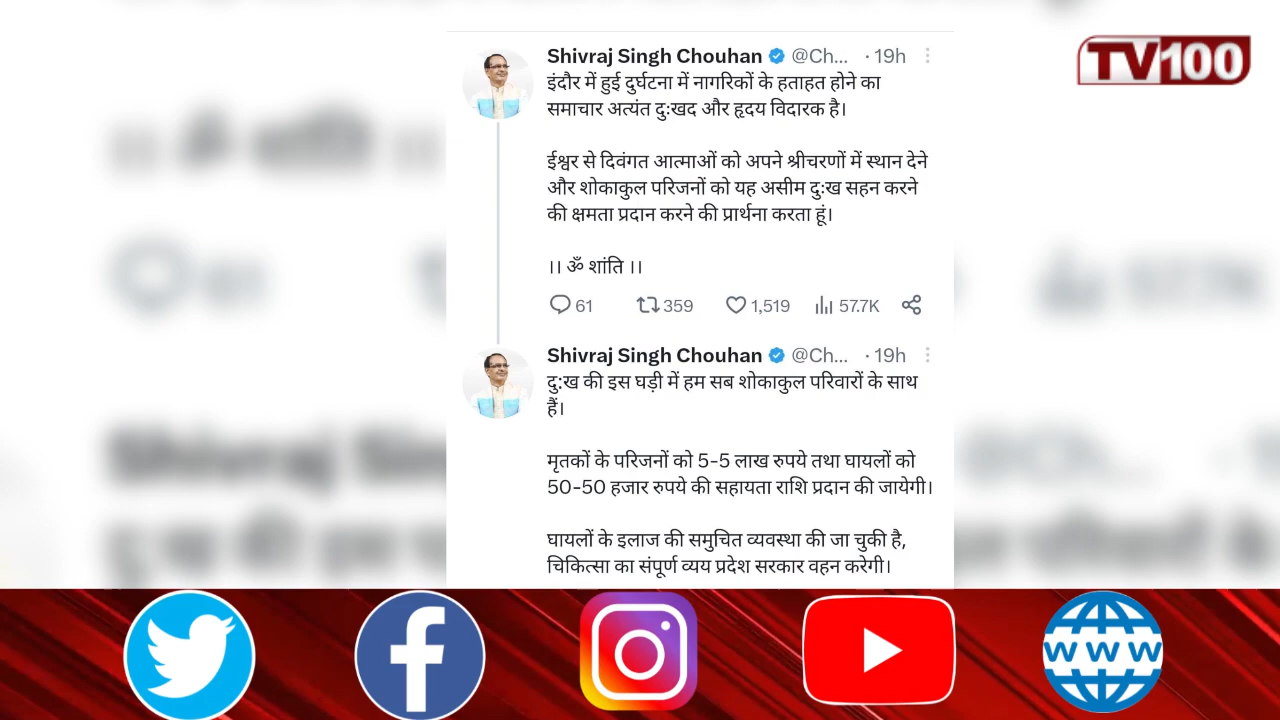 TV100
Shivraj Singh Chouhan @Ch... · 19h
इंदौर में हुई दुर्घटना में नागरिकों के हताहत होने का
समाचार अत्यंत दुःखद और हृदय विदारक है।
ईश्वर से दिवंगत आत्माओं को अपने श्रीचरणों में स्थान देने
और शोकाकुल परिजनों को यह असीम दुःख सहन करने
की क्षमता प्रदान करने की प्रार्थना करता हूं।
।। ॐ शांति ।।
61 359 1,519 57.7K
Shivraj Singh Chouhan @Ch... · 19h
दु:ख की इस घड़ी में हम सब शोकाकुल परिवारों के साथ
हैं।
मृतकों के परिजनों को 5-5 लाख रुपये तथा घायलों को
50-50 हजार रुपये की सहायता राशि प्रदान की जायेगी।
घायलों के इलाज की समुचित व्यवस्था की जा चुकी है,
चिकित्सा का संपूर्ण व्यय प्रदेश सरकार वहन करेगी।
WWW